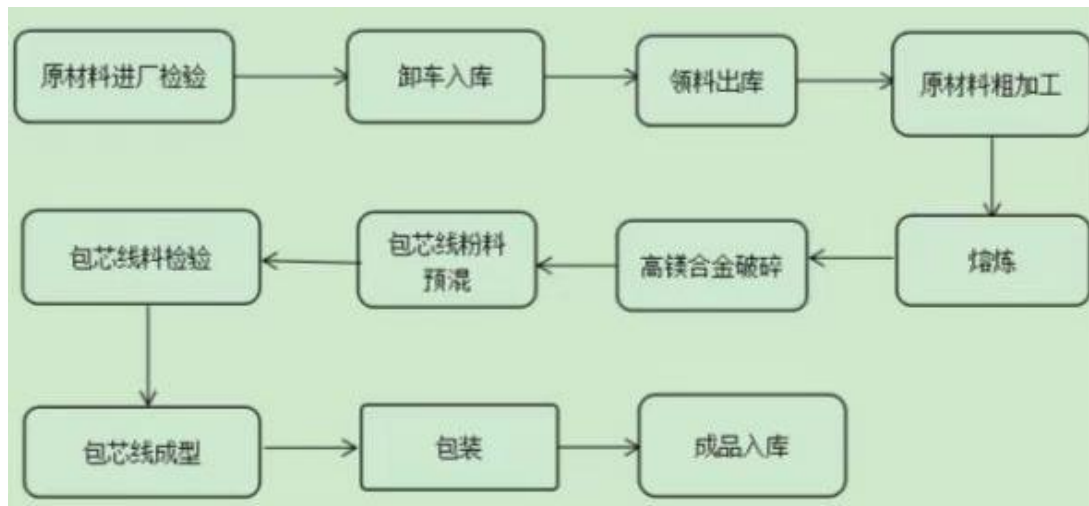 原材料进厂检验
卸车入库
领料出库
原材料粗加工
熔炼
高镁合金破碎
包芯线粉料
预混
包芯线料检验
包芯线成型
包装
成品入库